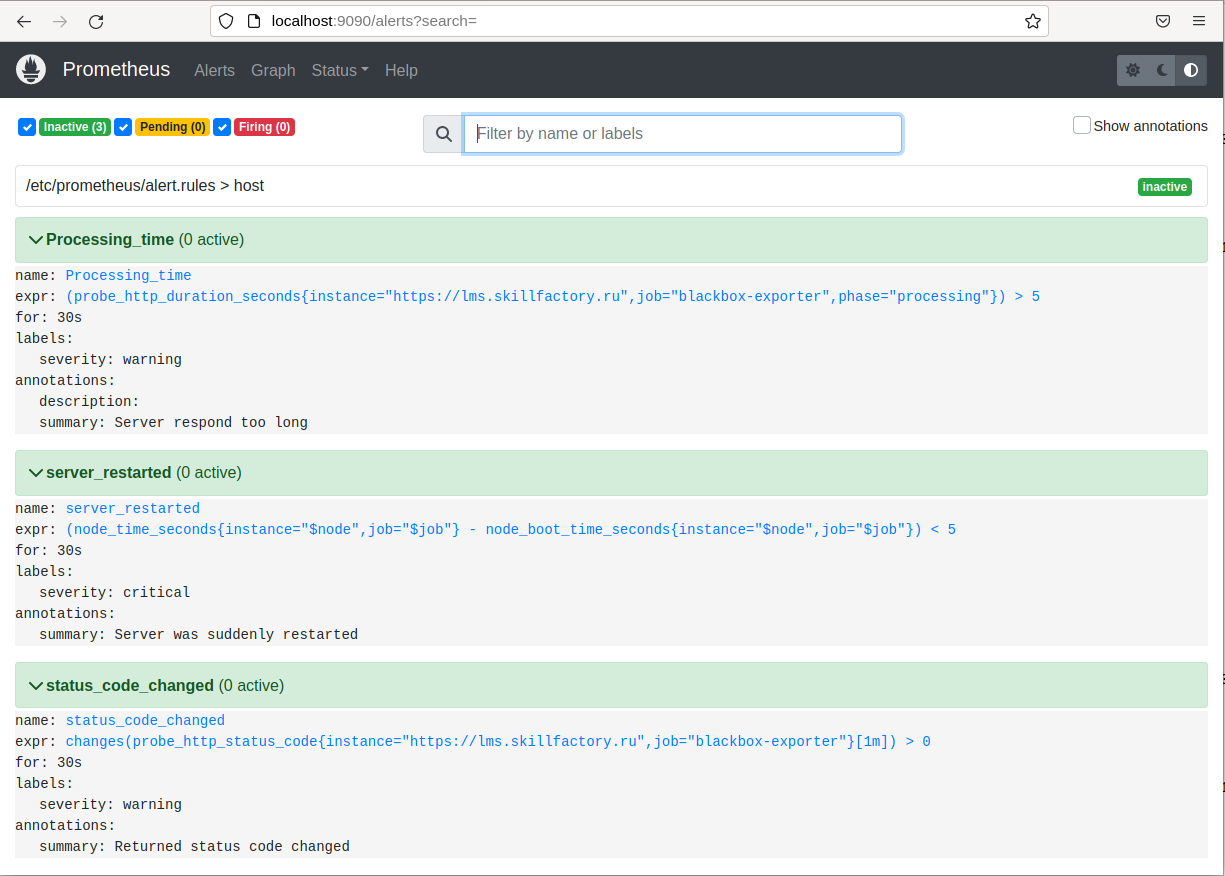 localhost:9090/alerts?search=
Prometheus Alerts Graph Status Help
Inactive (3) Pending (0) Firing (0) Filter by name or labels Show annotations
/etc/prometheus/alert.rules > host inactive
Processing_time (0 active)
name: Processing_time
expr: (probe_http_duration_seconds{instance="https://lms.skillfactory.ru",job="blackbox-exporter",phase="processing"}) > 5
for: 30s
labels:
severity: warning
annotations:
description:
summary: Server respond too long
server_restarted (0 active)
name: server_restarted
expr: (node_time_seconds{instance="$node",job="$job"} - node_boot_time_seconds{instance="$node",job="$job"}) < 5
for: 30s
labels:
severity: critical
annotations:
summary: Server was suddenly restarted
status_code_changed (0 active)
name: status_code_changed
expr: changes(probe_http_status_code{instance="https://lms.skillfactory.ru",job="blackbox-exporter"}[1m]) > 0
for: 30s
labels:
severity: warning
annotations:
summary: Returned status code changed